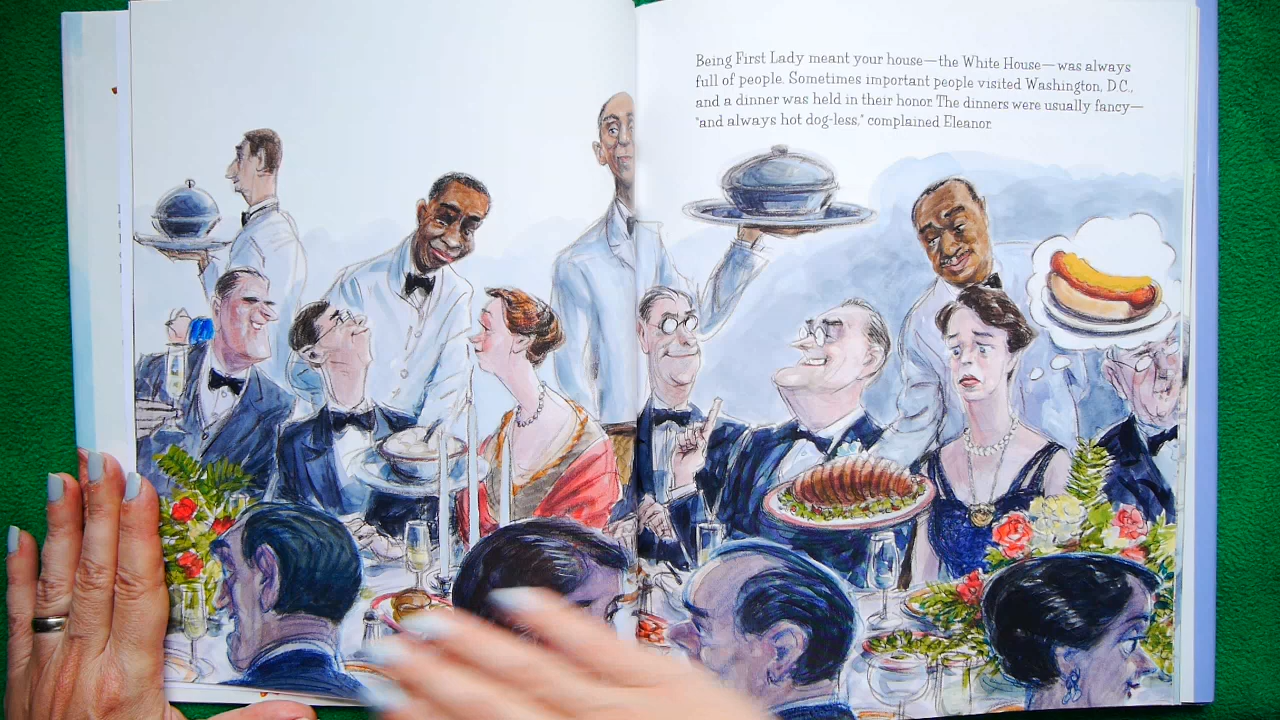 Being First Lady meant your house—the White House—was always
full of people. Sometimes important people visited Washington, D.C.,
and a dinner was held in their honor. The dinners were usually fancy—
"and always hot dog-less," complained Eleanor.